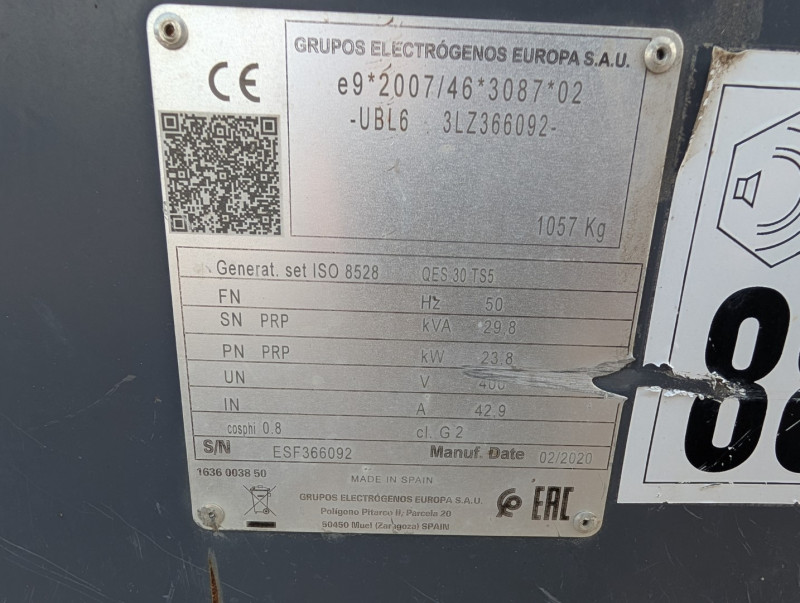 GRUPOS ELECTRÓGENOS EUROPA S.A.U.
CE
e9*2007/46*3087*02
-UBL6 3LZ366092-
1057 Kg
Generat. set ISO 8528 QES 30 TS5
FN Hz 50
SN PRP kVA 29,8
PN PRP kW 23,8
UN V 400
IN A 42,9
cosphi 0.8 cl. G 2
S/N ESF366092 Manuf. Date 02/2020
1636 0038 50
MADE IN SPAIN
GRUPOS ELECTRÓGENOS EUROPA S.A.U.
Polígono Pitarco II, Parcela 20
50450 Muel (Zaragoza) SPAIN
EAC